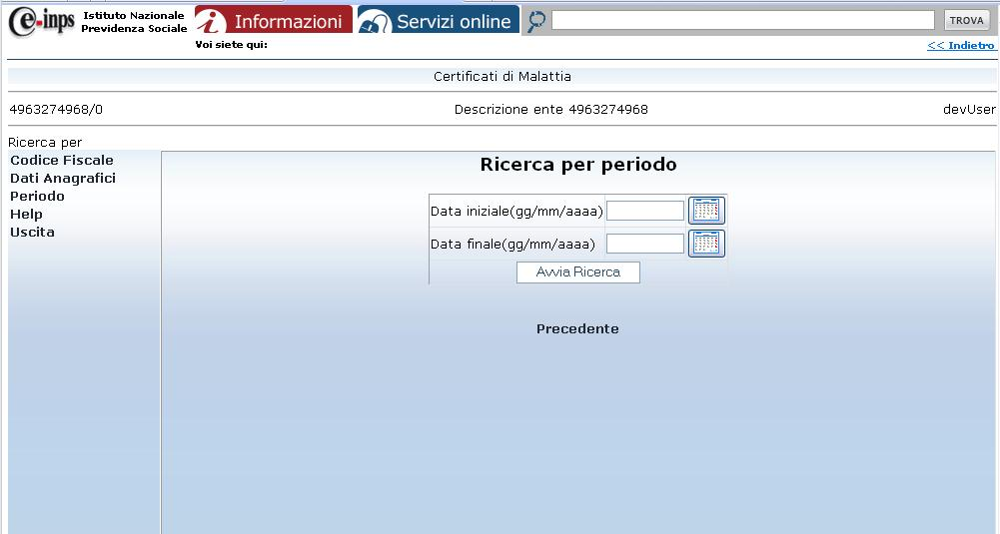 e-inps Istituto Nazionale Previdenza Sociale
Informazioni
Servizi online
TROVA
Voi siete qui:
<< Indietro
Certificati di Malattia
4963274968/0 Descrizione ente 4963274968 devUser
Ricerca per
Codice Fiscale
Dati Anagrafici
Periodo
Help
Uscita
Ricerca per periodo
Data iniziale(gg/mm/aaaa)
Data finale(gg/mm/aaaa)
Avvia Ricerca
Precedente